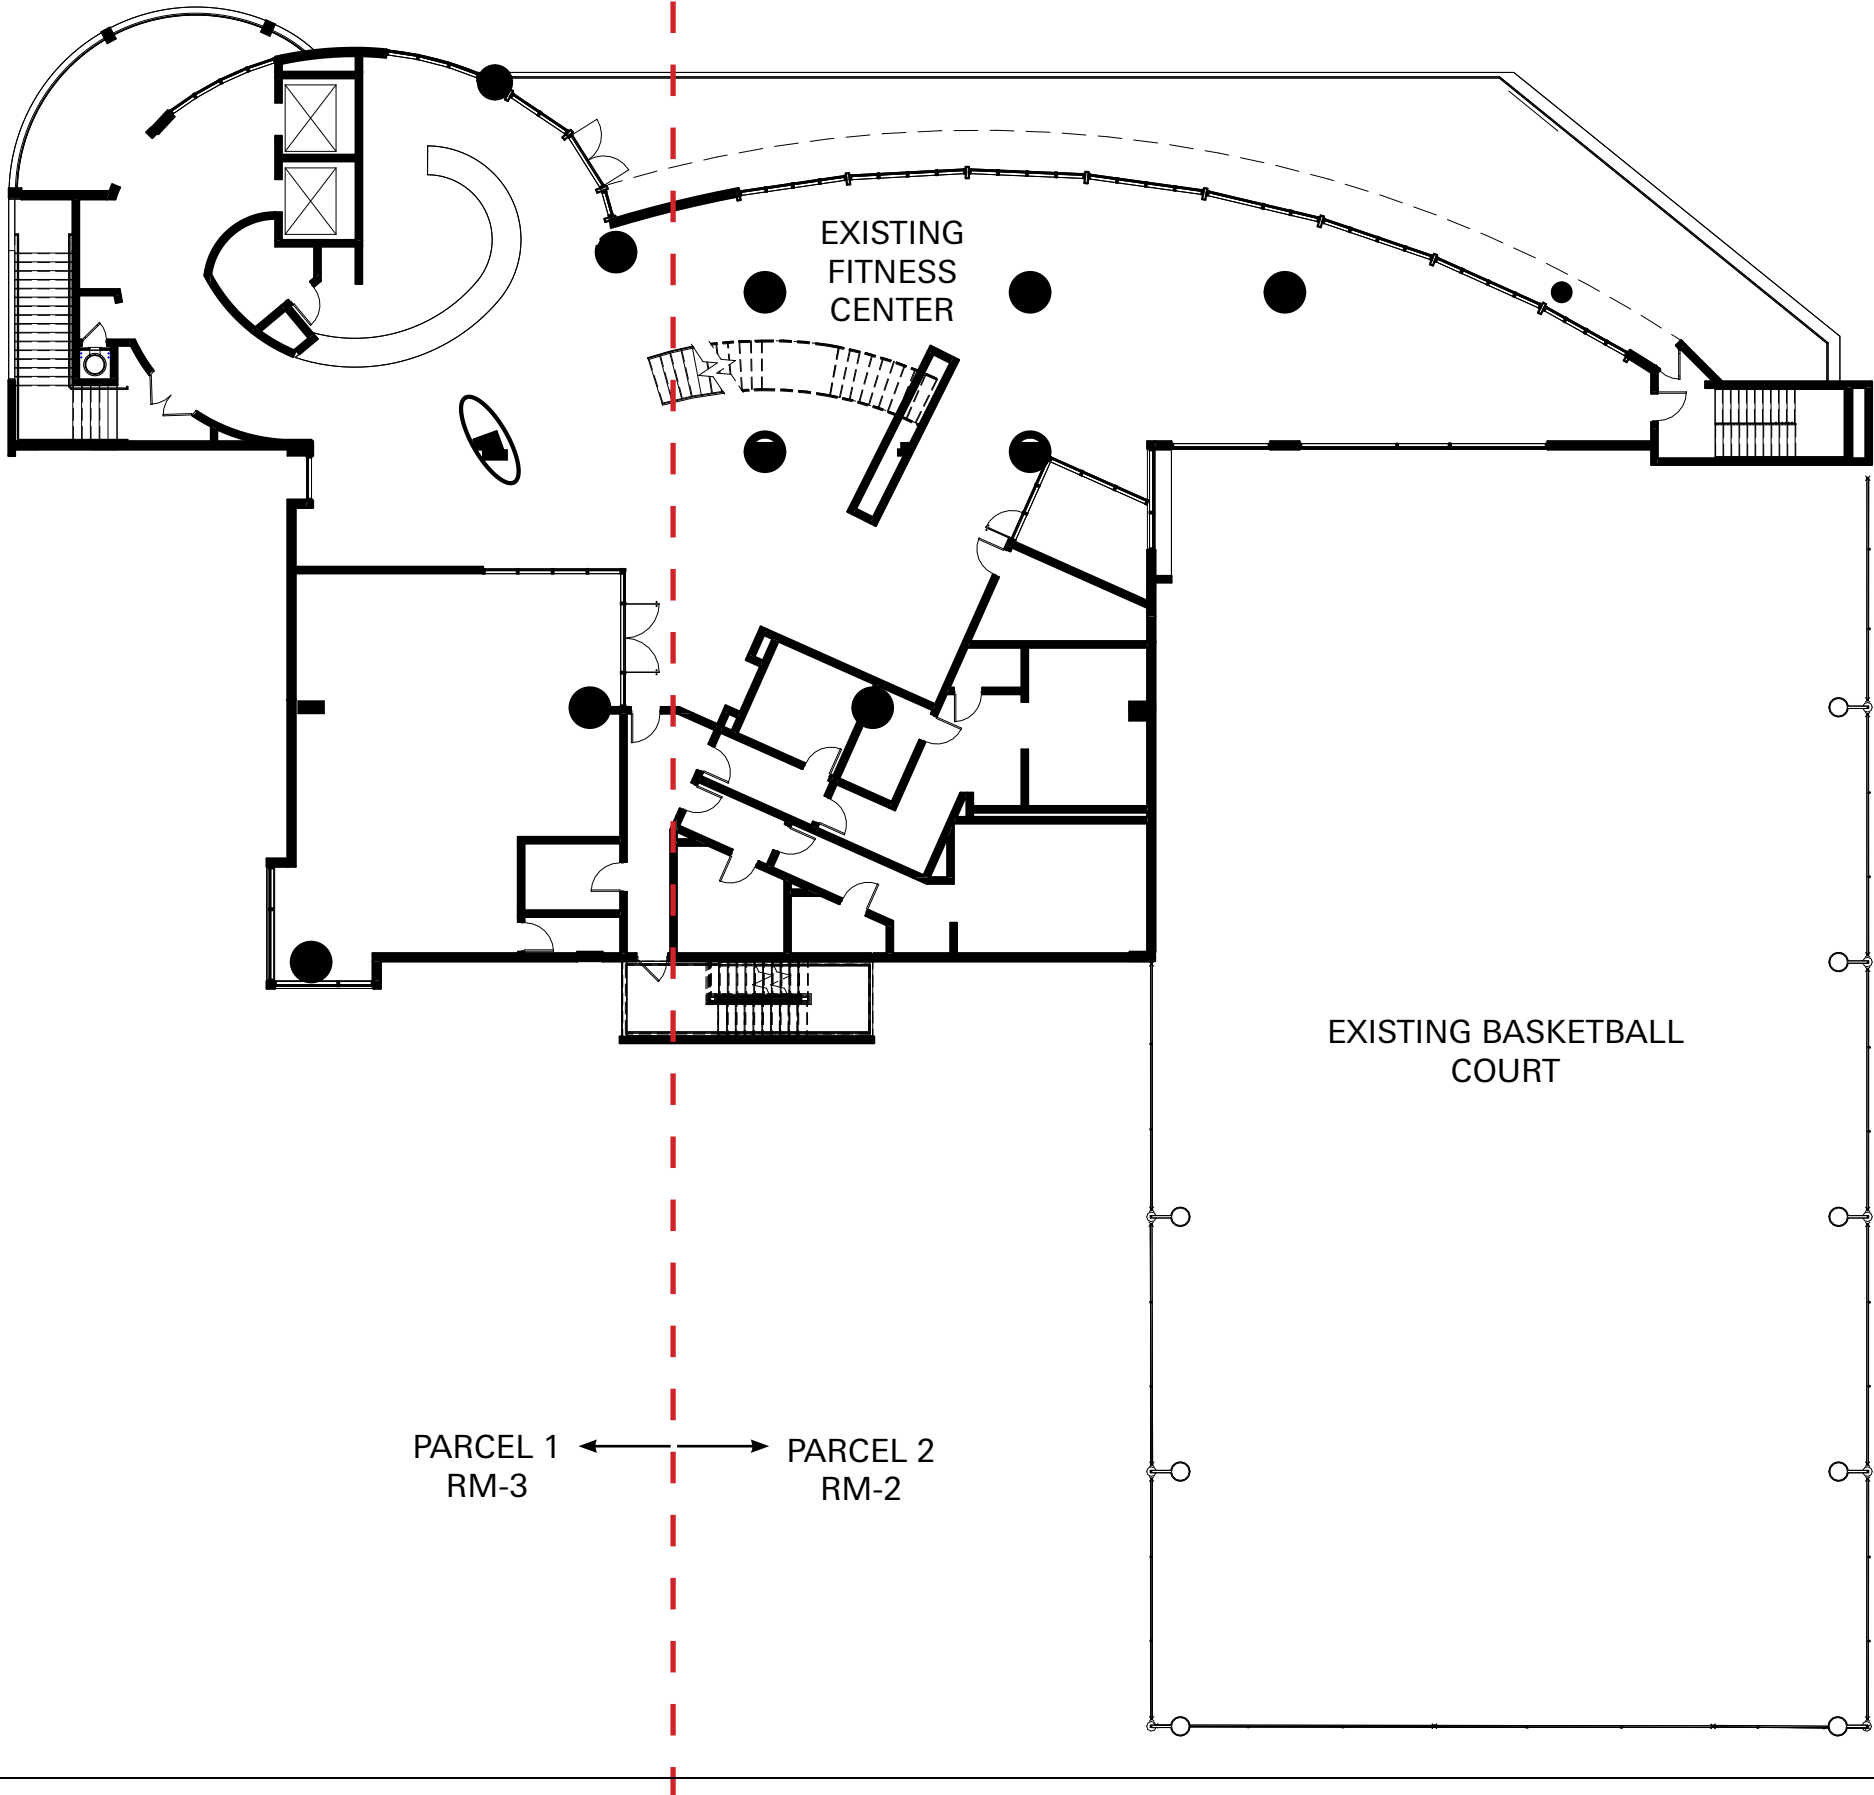 EXISTING
FITNESS
CENTER
EXISTING BASKETBALL
COURT
PARCEL 1
RM-3
PARCEL 2
RM-2